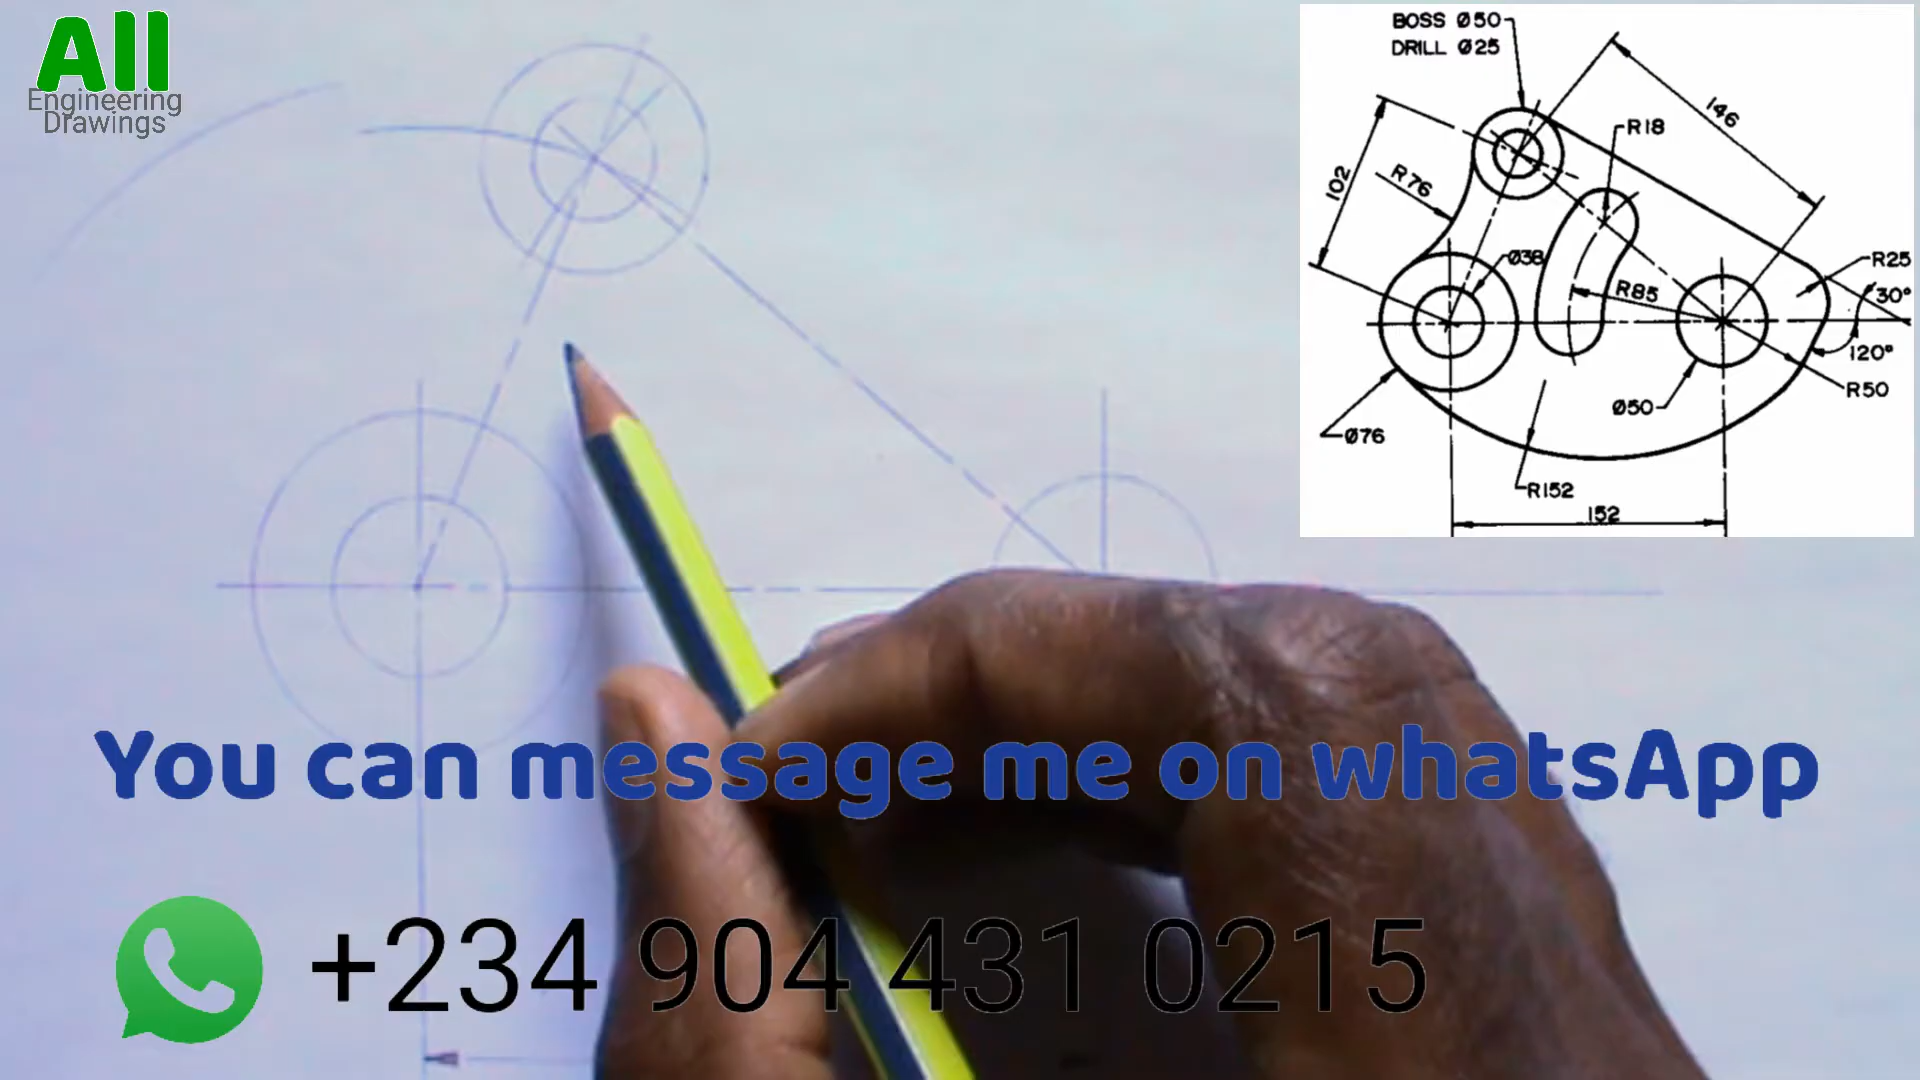 All
Engineering
Drawings
BOSS Ø50
DRILL Ø25
146
R18
102
R76
Ø38
R25
R85
30°
120°
R50
Ø50
Ø76
R152
152
You can message me on whatsApp
+234 904 431 0215